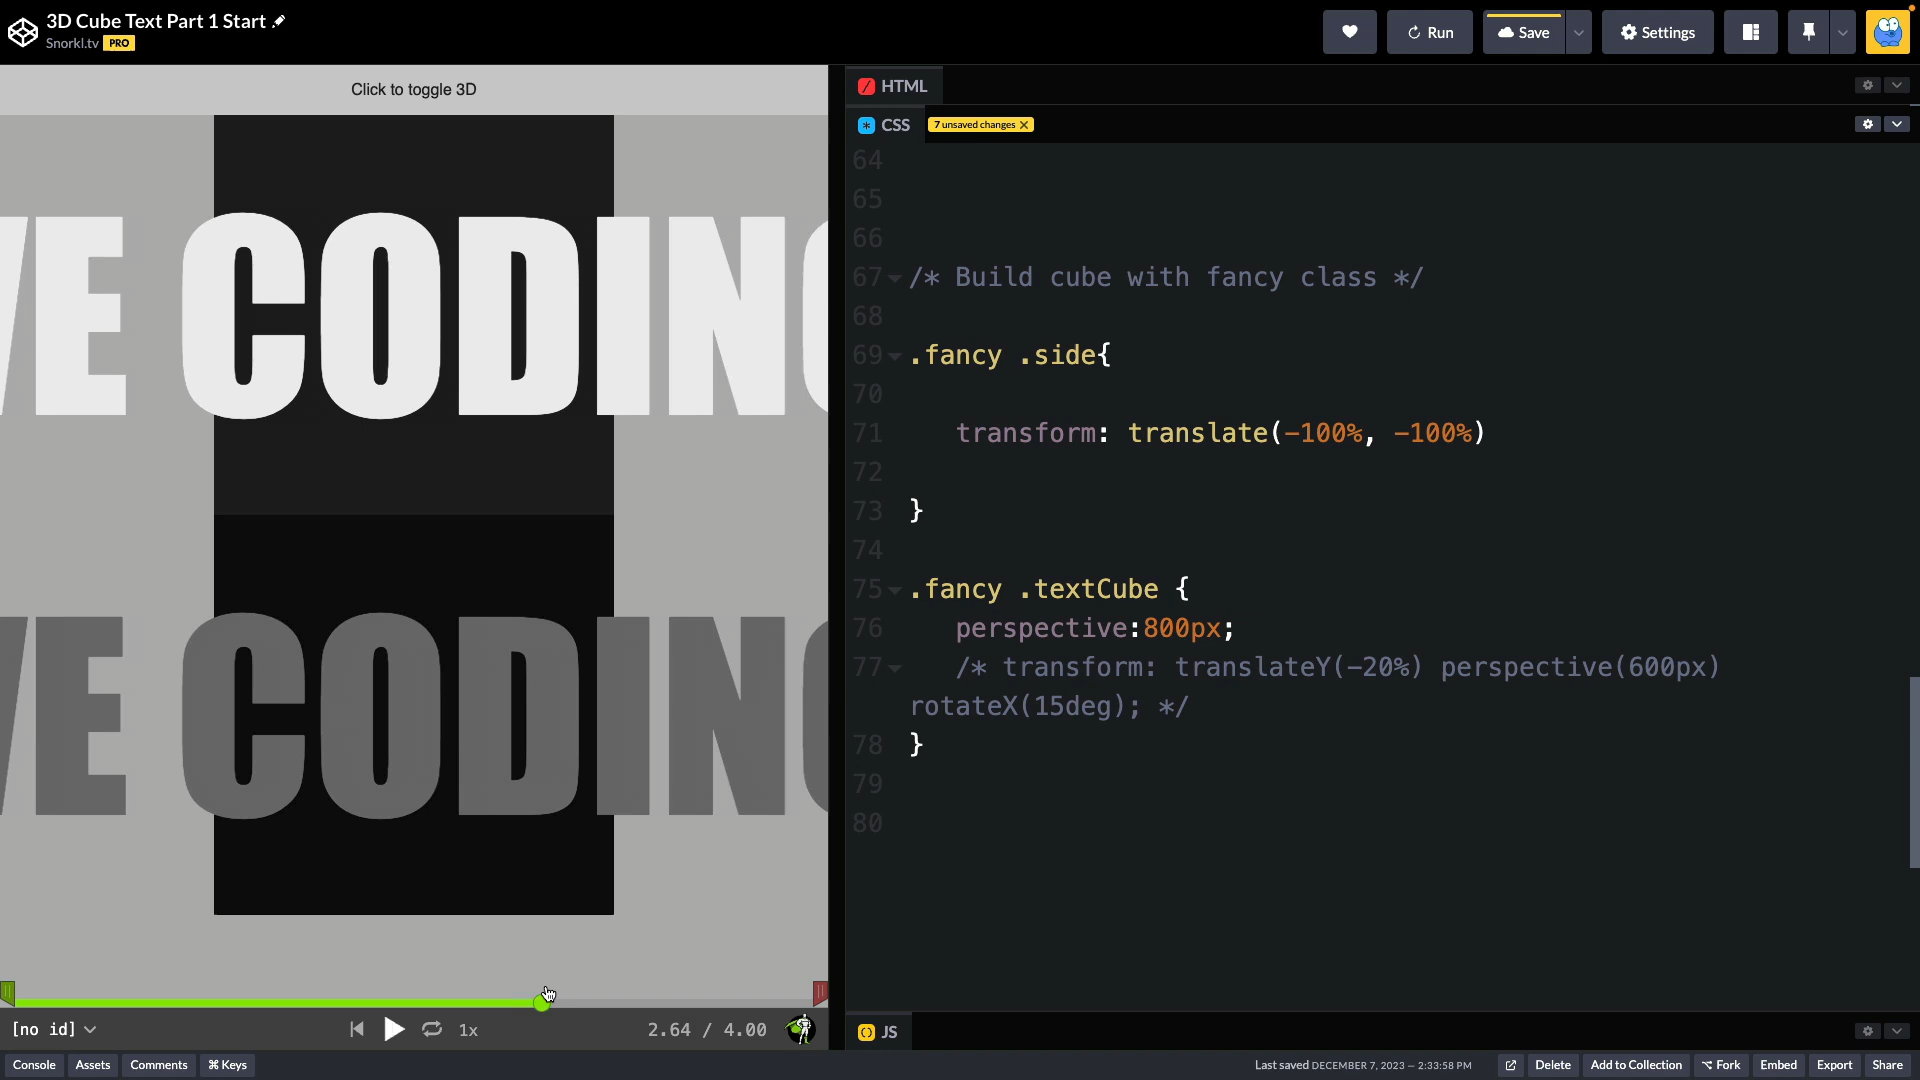 3D Cube Text Part 1 Start
Snorkl.tv PRO
Run
Save
Settings
Click to toggle 3D
VE CODING
VE CODING
HTML
CSS
7 unsaved changes
64
65
66
67 /* Build cube with fancy class */
68
69 .fancy .side{
70
71 transform: translate(-100%, -100%)
72
73 }
74
75 .fancy .textCube {
76 perspective:800px;
77 /* transform: translateY(-20%) perspective(600px)
rotateX(15deg); */
78 }
79
80
JS
[no id]
1x
2.64 / 4.00
Console
Assets
Comments
⌘ Keys
Last saved DECEMBER 7, 2023 — 2:33:58 PM
Delete
Add to Collection
Fork
Embed
Export
Share